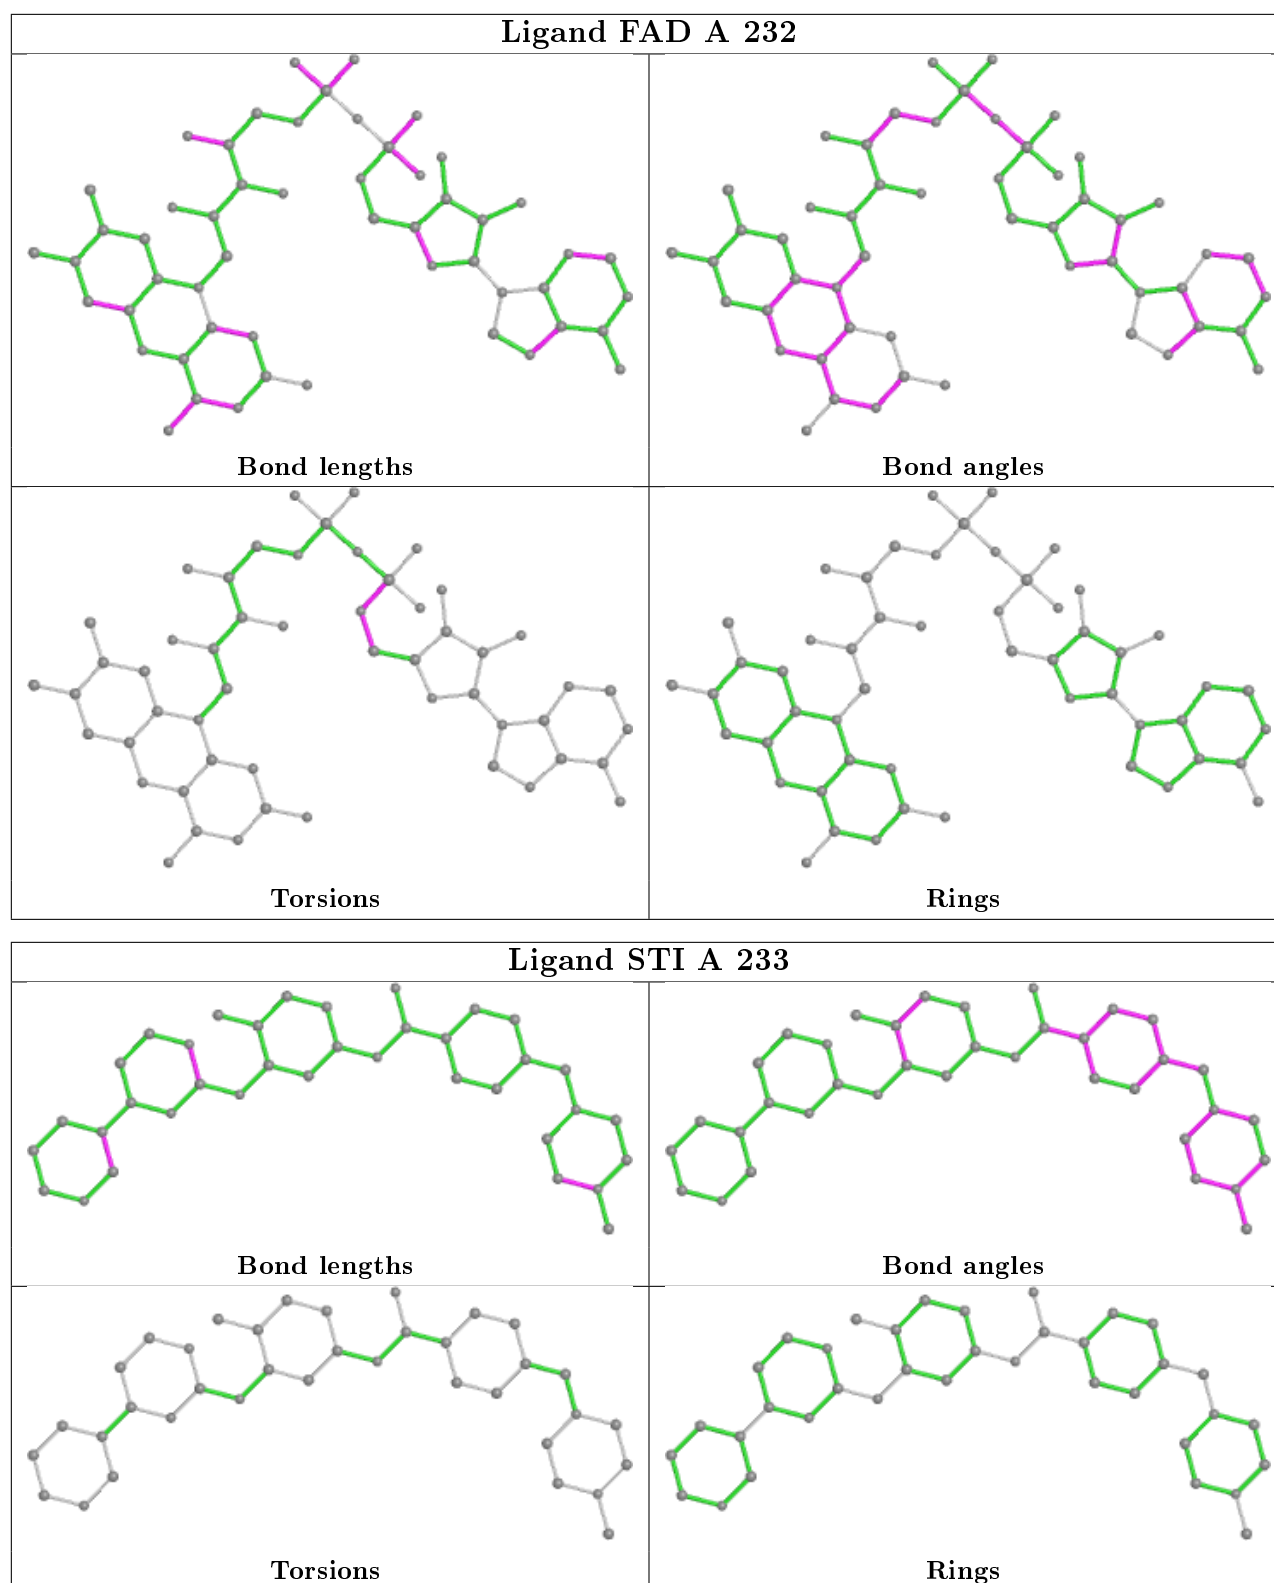 Ligand FAD A 232
Bond lengths
Bond angles
Torsions
Rings
Ligand STI A 233
Bond lengths
Bond angles
Torsions
Rings